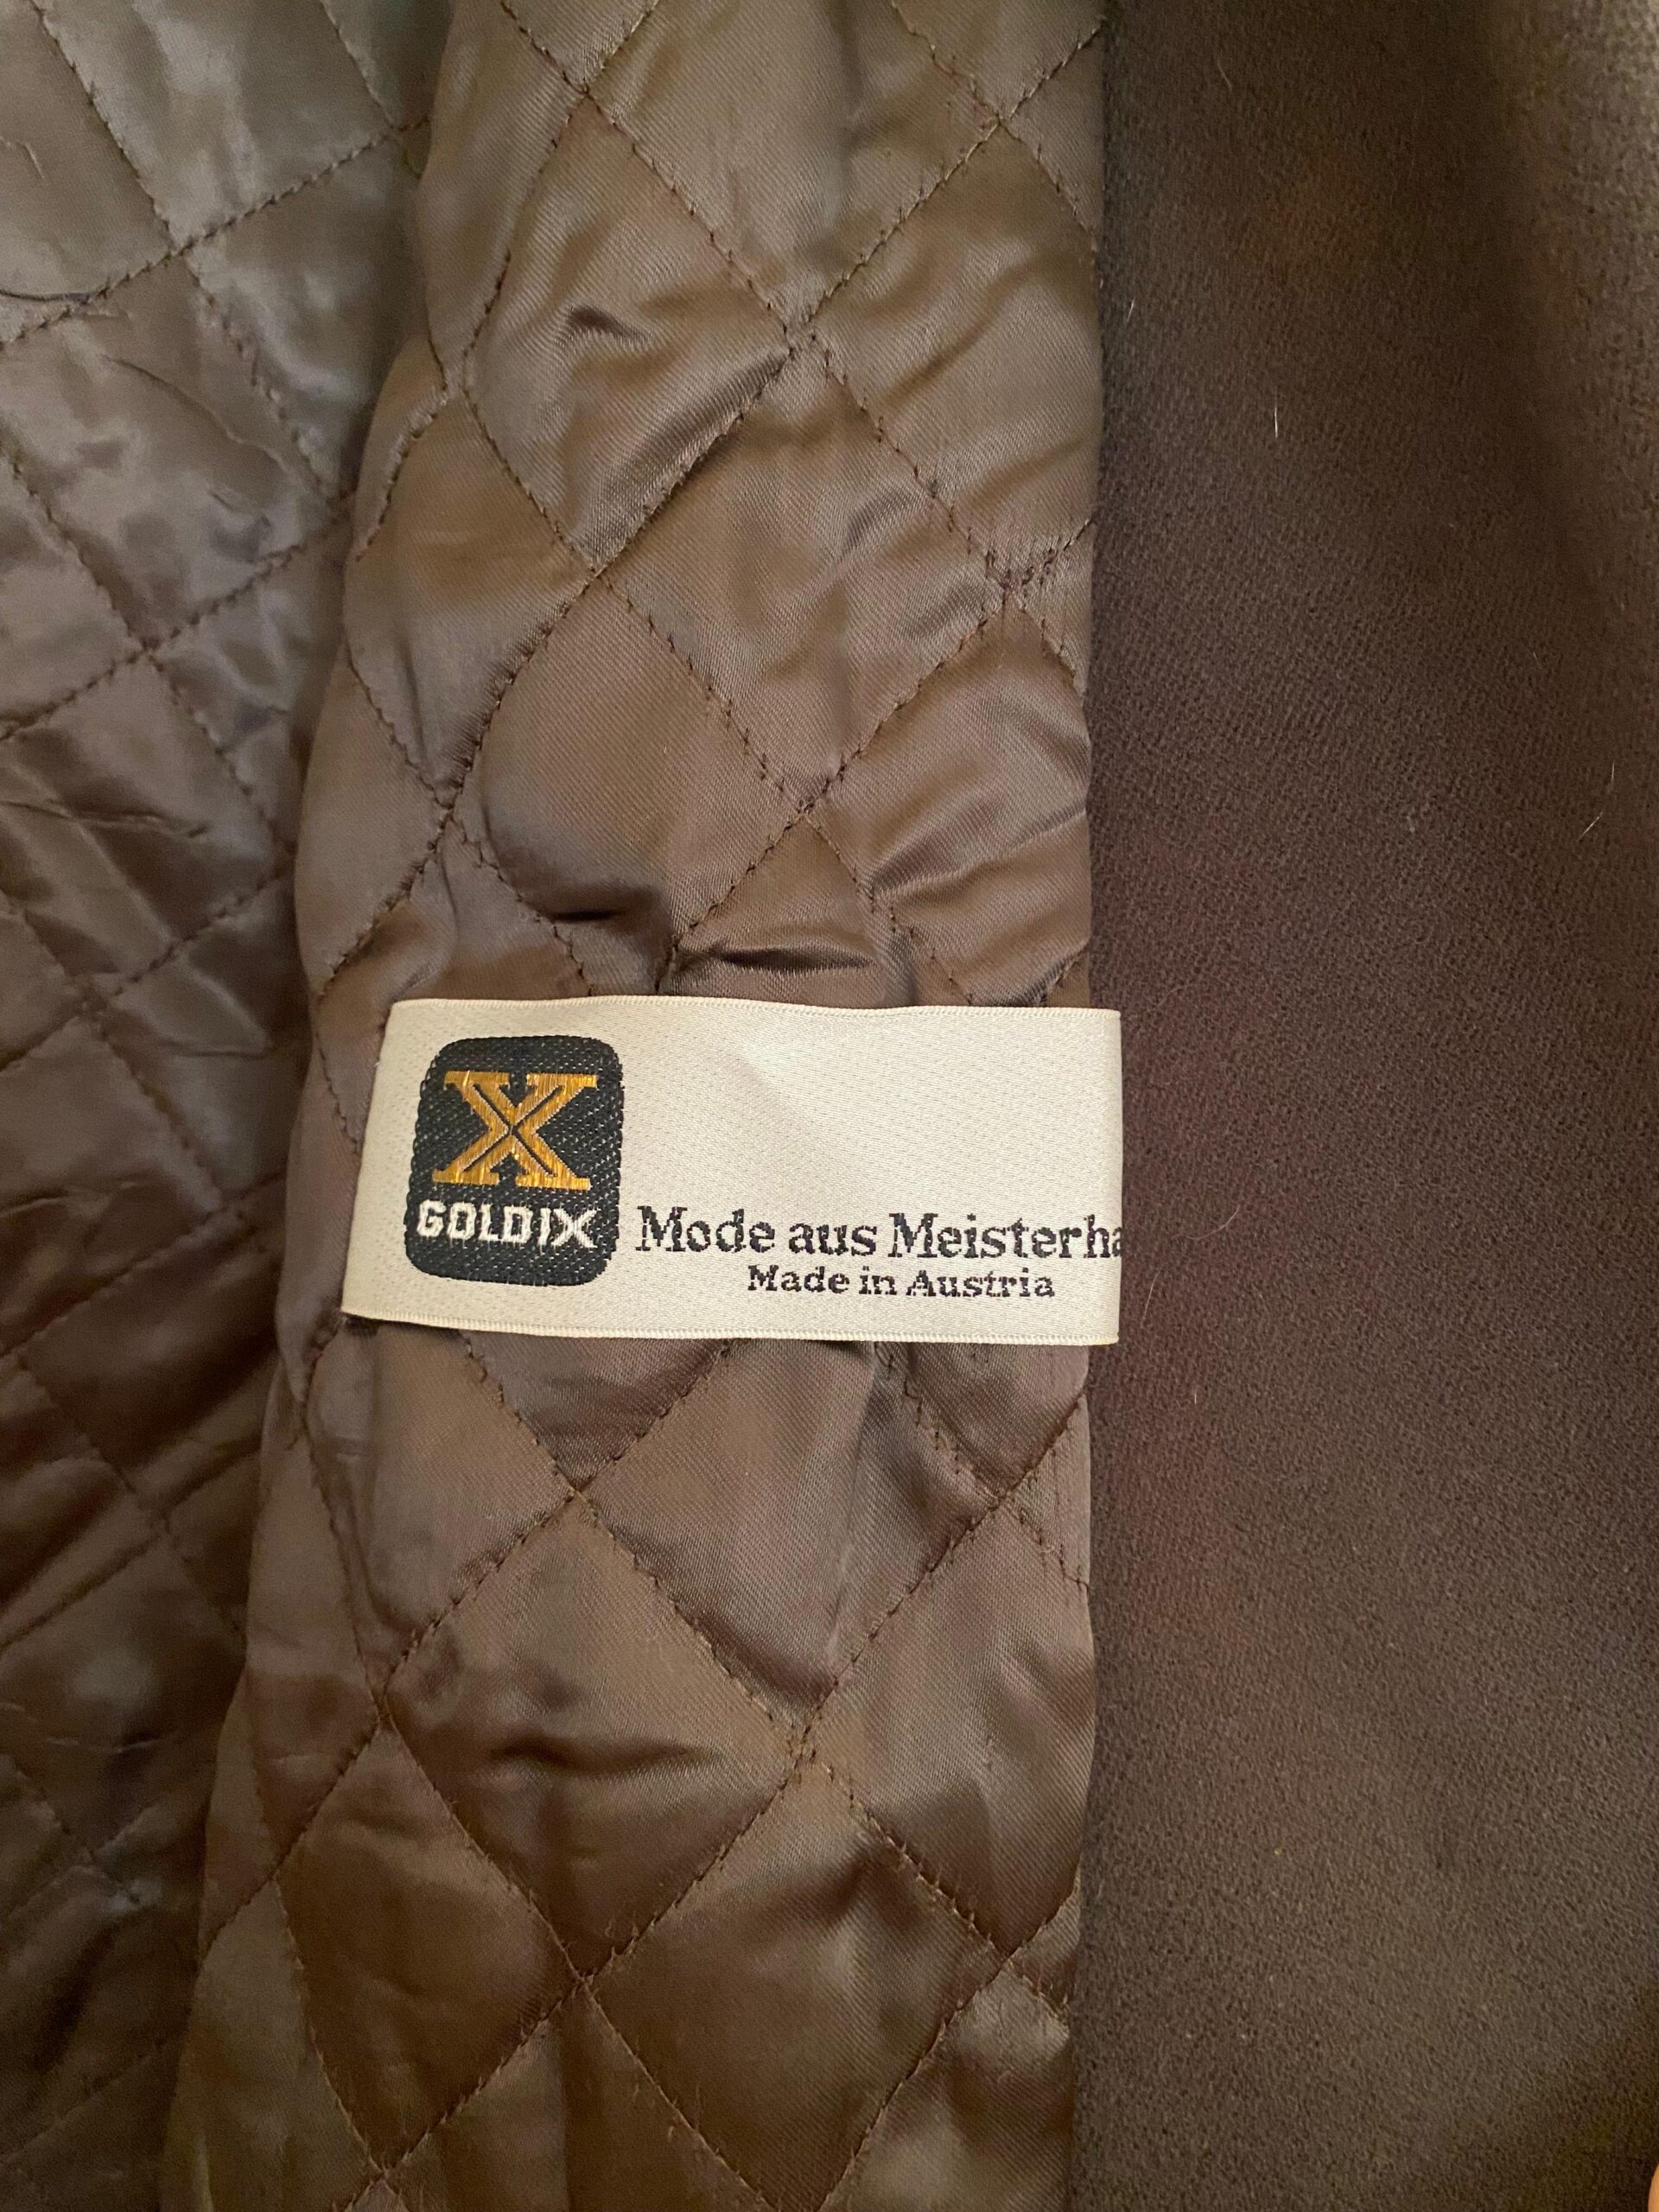 X
GOLDIX
Mode aus Meisterha
Made in Austria